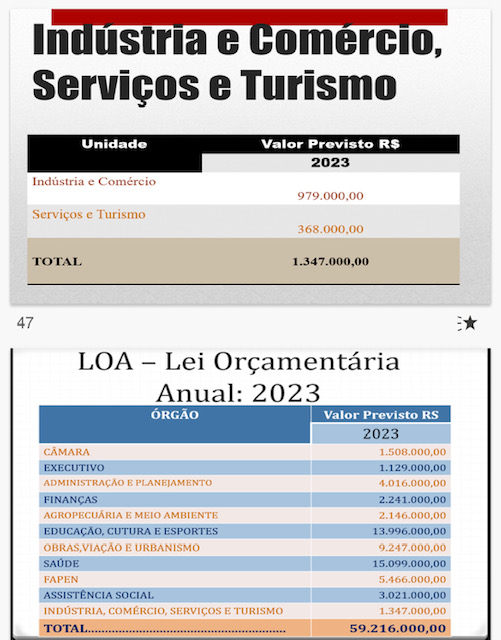 Indústria e Comércio,
Serviços e Turismo
Unidade Valor Previsto R$
2023
Indústria e Comércio
979.000,00
Serviços e Turismo
368.000,00
TOTAL 1.347.000,00
47
LOA – Lei Orçamentária
Anual: 2023
ÓRGÃO Valor Previsto RS
2023
CÂMARA 1.508.000,00
EXECUTIVO 1.129.000,00
ADMINISTRAÇÃO E PLANEJAMENTO 4.016.000,00
FINANÇAS 2.241.000,00
AGROPECUÁRIA E MEIO AMBIENTE 2.146.000,00
EDUCAÇÃO, CUTURA E ESPORTES 13.996.000,00
OBRAS,VIAÇÃO E URBANISMO 9.247.000,00
SAÚDE 15.099.000,00
FAPEN 5.466.000,00
ASSISTÊNCIA SOCIAL 3.021.000,00
INDÚSTRIA, COMÉRCIO, SERVIÇOS E TURISMO 1.347.000,00
TOTAL.................................................... 59.216.000,00